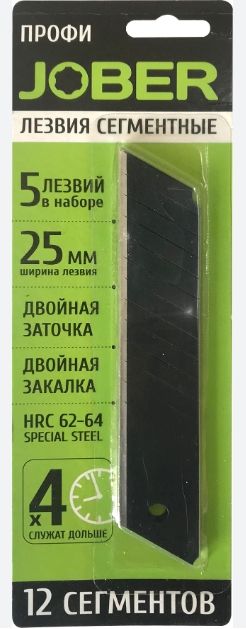 ПРОФИ
JOBER
ЛЕЗВИЯ СЕГМЕНТНЫЕ
5 ЛЕЗВИЙ
в наборе
25 мм
ширина лезвия
ДВОЙНАЯ
ЗАТОЧКА
ДВОЙНАЯ
ЗАКАЛКА
HRC 62-64
SPECIAL STEEL
x4
СЛУЖАТ ДОЛЬШЕ
12 СЕГМЕНТОВ